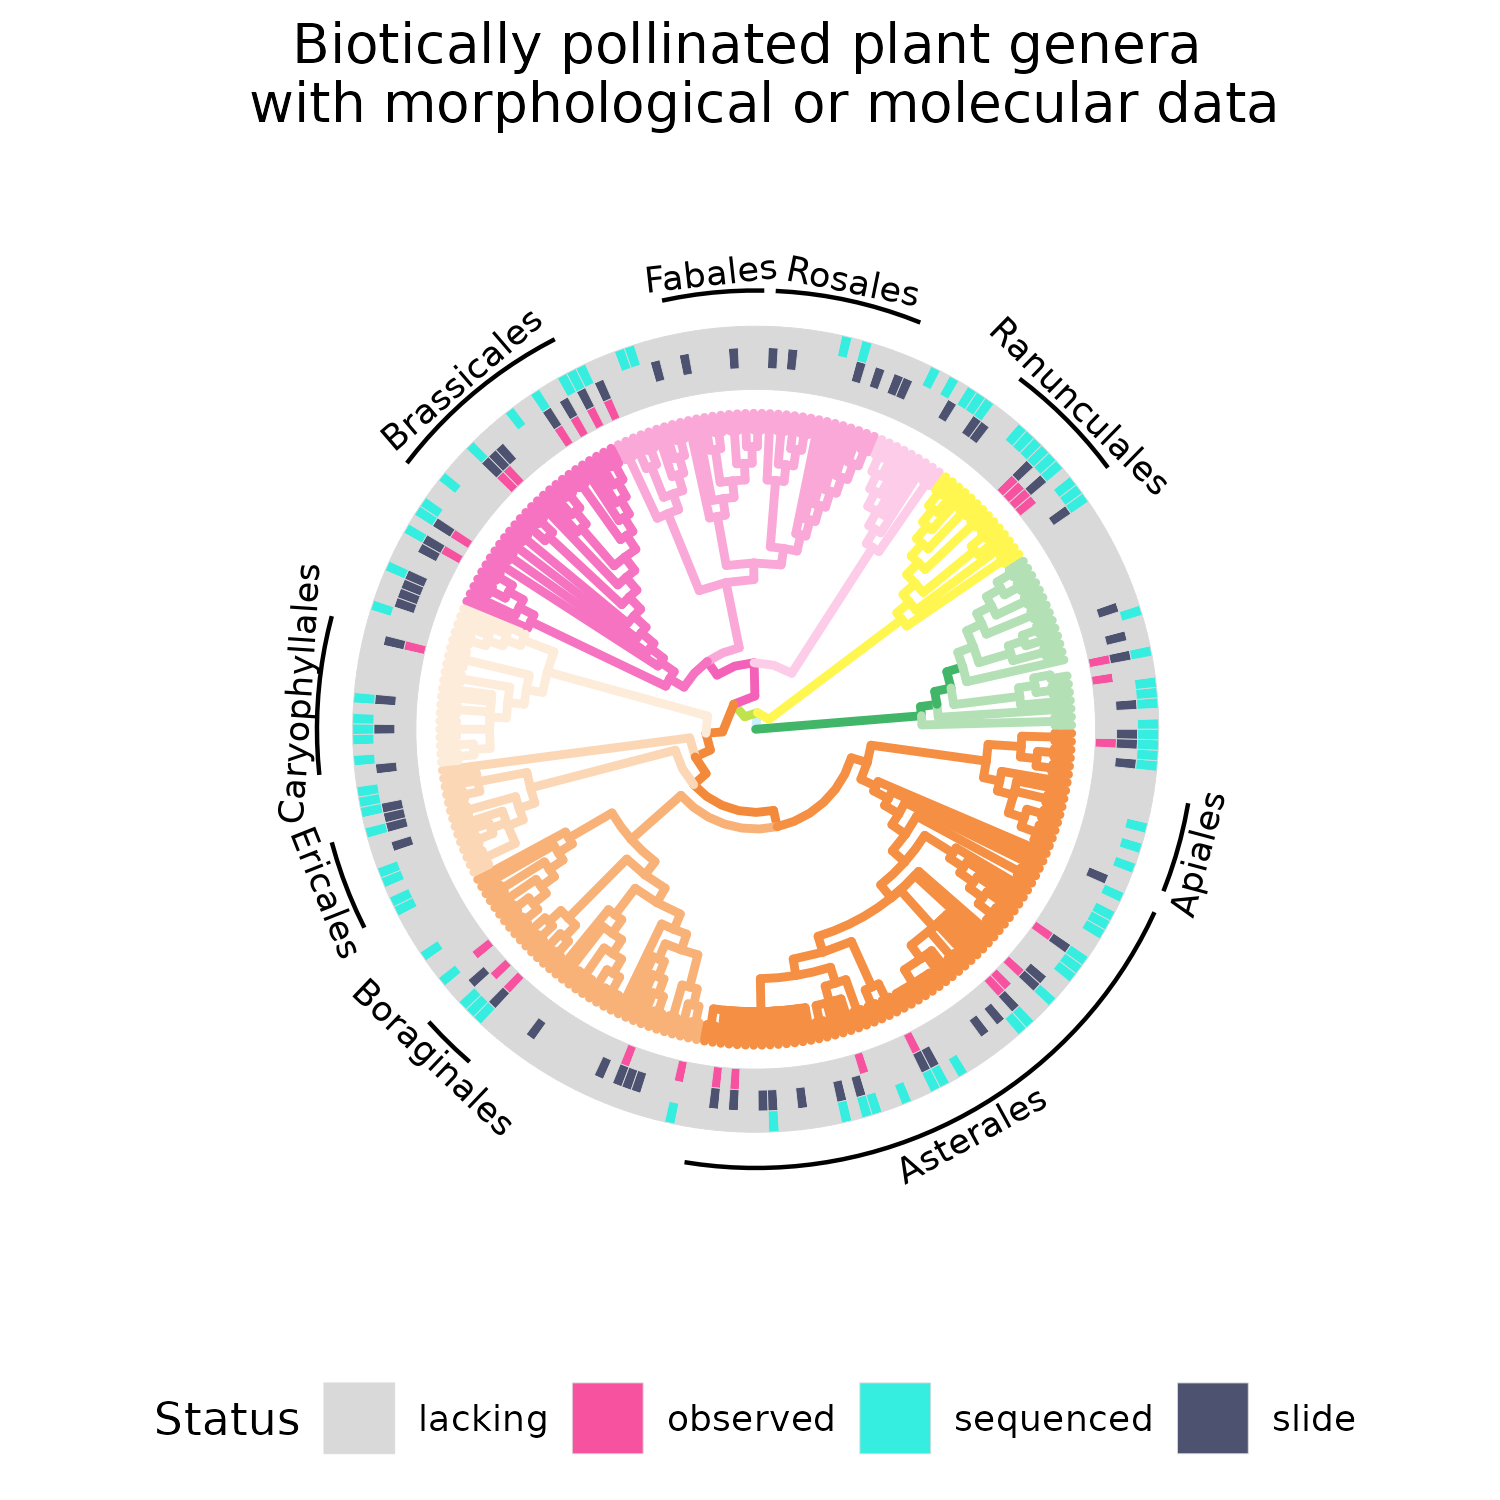 Biotically pollinated plant genera
with morphological or molecular data
Fabales
Rosales
Ranunculales
Brassicales
Caryophyllales
Ericales
Boraginales
Asterales
Apiales
Status
lacking
observed
sequenced
slide